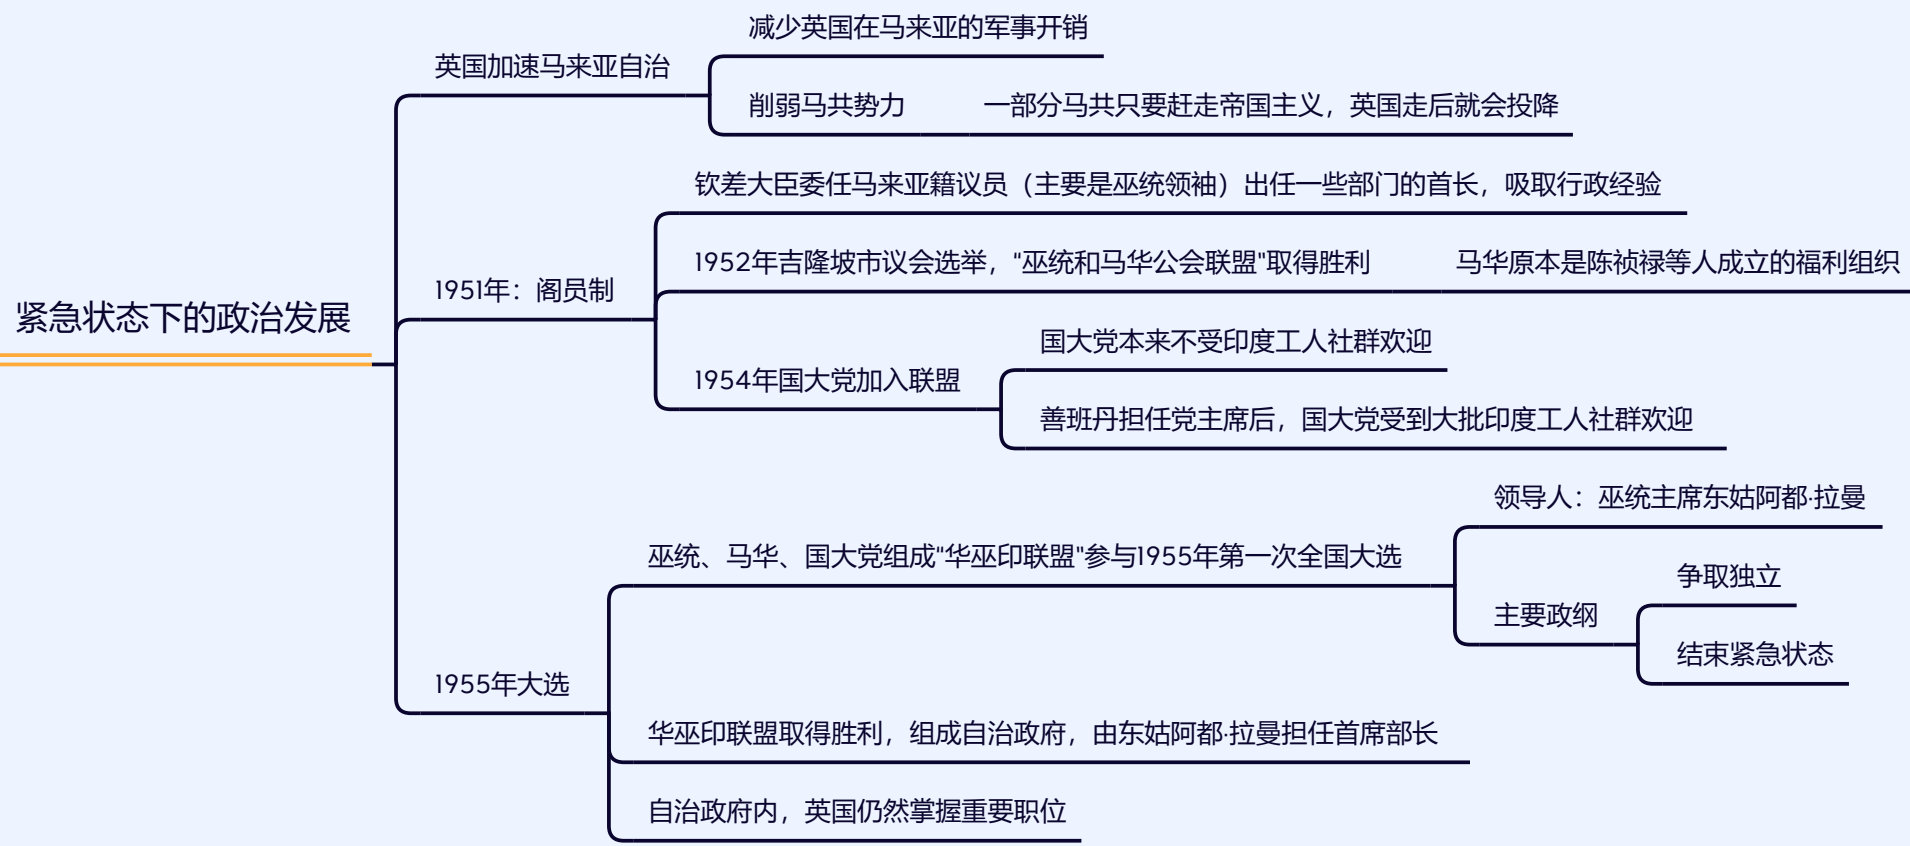 紧急状态下的政治发展
英国加速马来亚自治
减少英国在马来亚的军事开销
削弱马共势力
一部分马共只要赶走帝国主义，英国走后就会投降
1951年：阁员制
钦差大臣委任马来亚籍议员（主要是巫统领袖）出任一些部门的首长，吸取行政经验
1952年吉隆坡市议会选举，"巫统和马华公会联盟"取得胜利
马华原本是陈祯禄等人成立的福利组织
1954年国大党加入联盟
国大党本来不受印度工人社群欢迎
善班丹担任党主席后，国大党受到大批印度工人社群欢迎
1955年大选
巫统、马华、国大党组成"华巫印联盟"参与1955年第一次全国大选
领导人：巫统主席东姑阿都·拉曼
主要政纲
争取独立
结束紧急状态
华巫印联盟取得胜利，组成自治政府，由东姑阿都·拉曼担任首席部长
自治政府内，英国仍然掌握重要职位